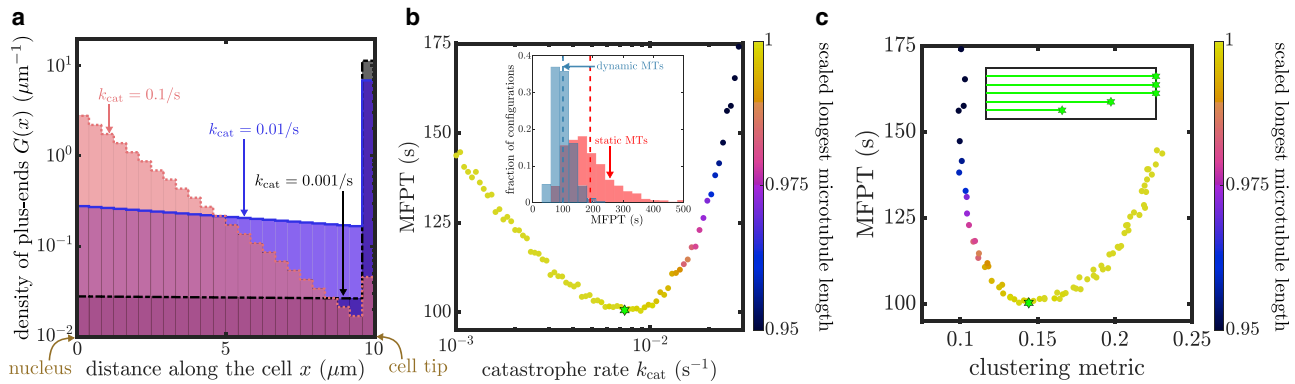 a
density of plus-ends G(x) (μm⁻¹)
10¹
10⁰
10⁻¹
10⁻²
k_cat = 0.1/s
k_cat = 0.01/s
k_cat = 0.001/s
0
5
10
nucleus
distance along the cell x (μm)
cell tip
b
MFPT (s)
175
150
125
100
10⁻³
10⁻²
catastrophe rate k_cat (s⁻¹)
fraction of configurations
0.4
0.3
0.2
0.1
0
dynamic MTs
static MTs
0
100
200
300
400
500
MFPT (s)
1
0.975
0.95
scaled longest microtubule length
c
MFPT (s)
175
150
125
100
0.1
0.15
0.2
0.25
clustering metric
1
0.975
0.95
scaled longest microtubule length